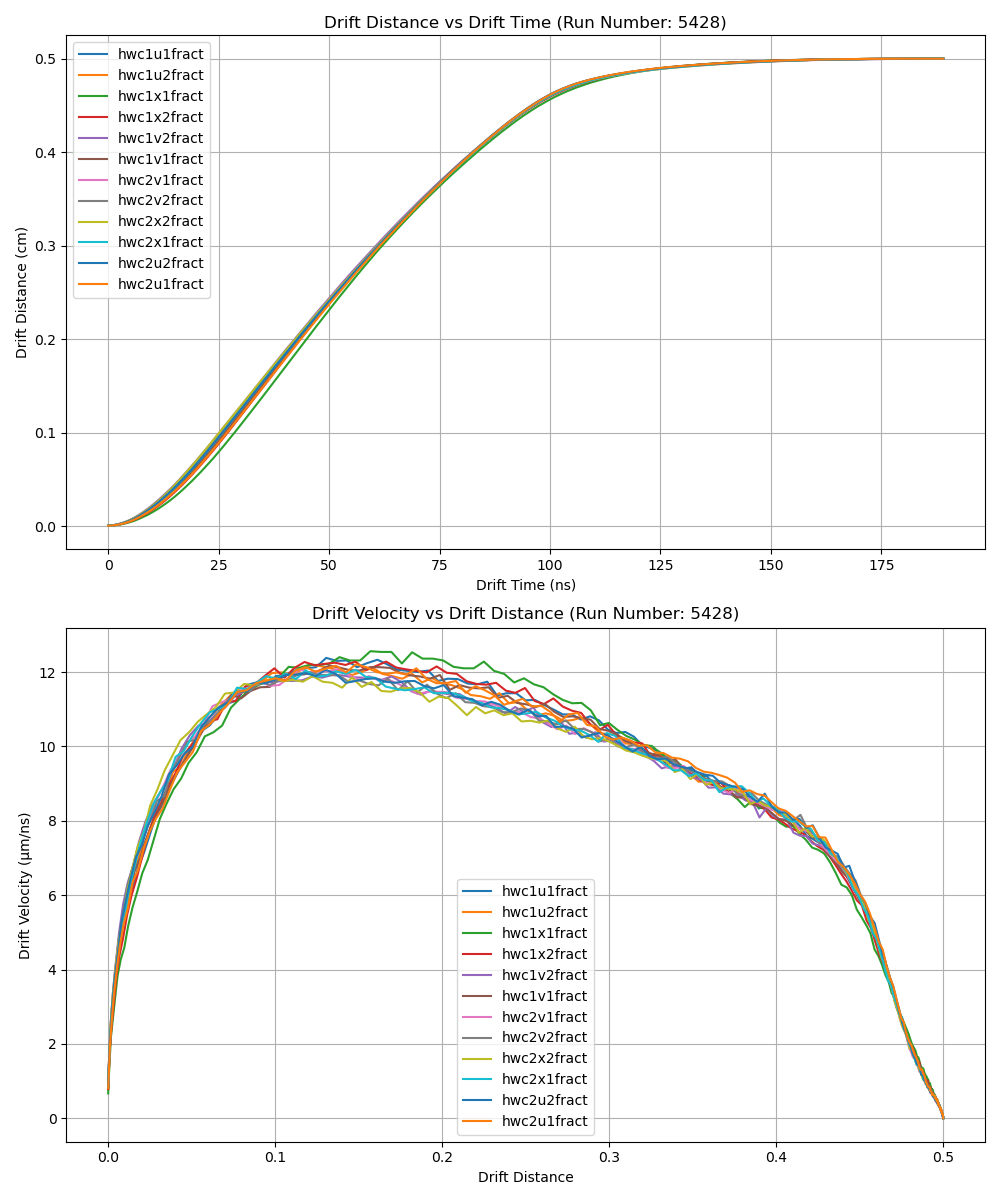 Drift Distance vs Drift Time (Run Number: 5428)
0.5
0.4
0.3
0.2
0.1
0.0
Drift Distance (cm)
hwc1u1fract
hwc1u2fract
hwc1x1fract
hwc1x2fract
hwc1v2fract
hwc1v1fract
hwc2v1fract
hwc2v2fract
hwc2x2fract
hwc2x1fract
hwc2u2fract
hwc2u1fract
0 25 50 75 100 125 150 175
Drift Time (ns)
Drift Velocity vs Drift Distance (Run Number: 5428)
12
10
8
6
4
2
0
Drift Velocity (μm/ns)
hwc1u1fract
hwc1u2fract
hwc1x1fract
hwc1x2fract
hwc1v2fract
hwc1v1fract
hwc2v1fract
hwc2v2fract
hwc2x2fract
hwc2x1fract
hwc2u2fract
hwc2u1fract
0.0 0.1 0.2 0.3 0.4 0.5
Drift Distance